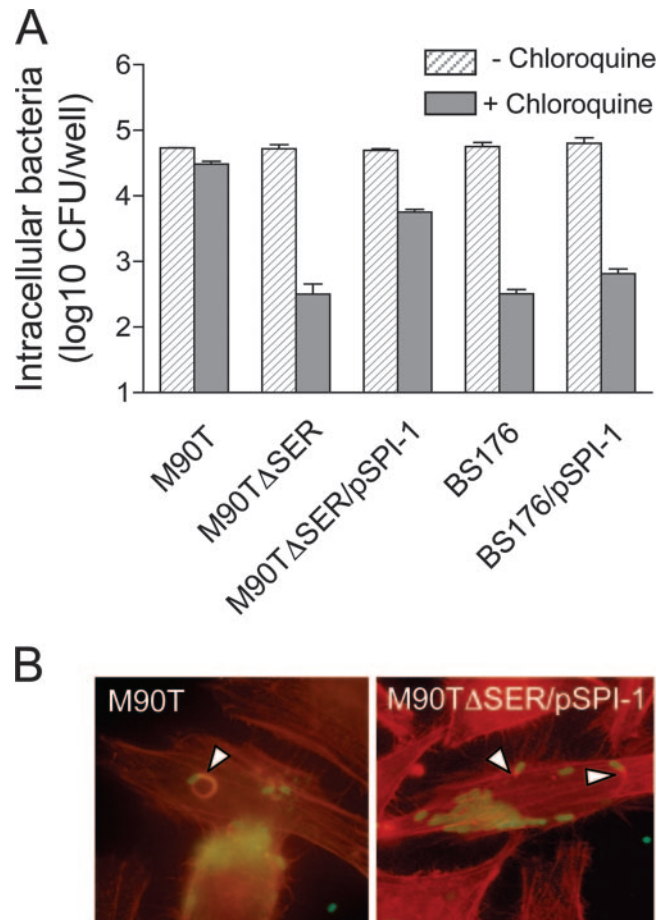 A
Intracellular bacteria
(log10 CFU/well)
6
5
4
3
2
1
- Chloroquine
+ Chloroquine
M90T
M90TΔSER
M90TΔSER/pSPI-1
BS176
BS176/pSPI-1
B
M90T
M90TΔSER/pSPI-1